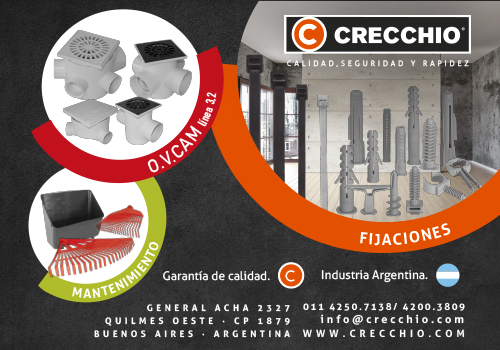 C CRECCHIO®
CALIDAD, SEGURIDAD Y RAPIDEZ
O.V.CAM línea 3.2
FIJACIONES
MANTENIMIENTO
Garantía de calidad. C Industria Argentina.
GENERAL ACHA 2327
QUILMES OESTE · CP 1879
BUENOS AIRES · ARGENTINA
011 4250.7138/ 4200.3809
info@crecchio.com
WWW.CRECCHIO.COM